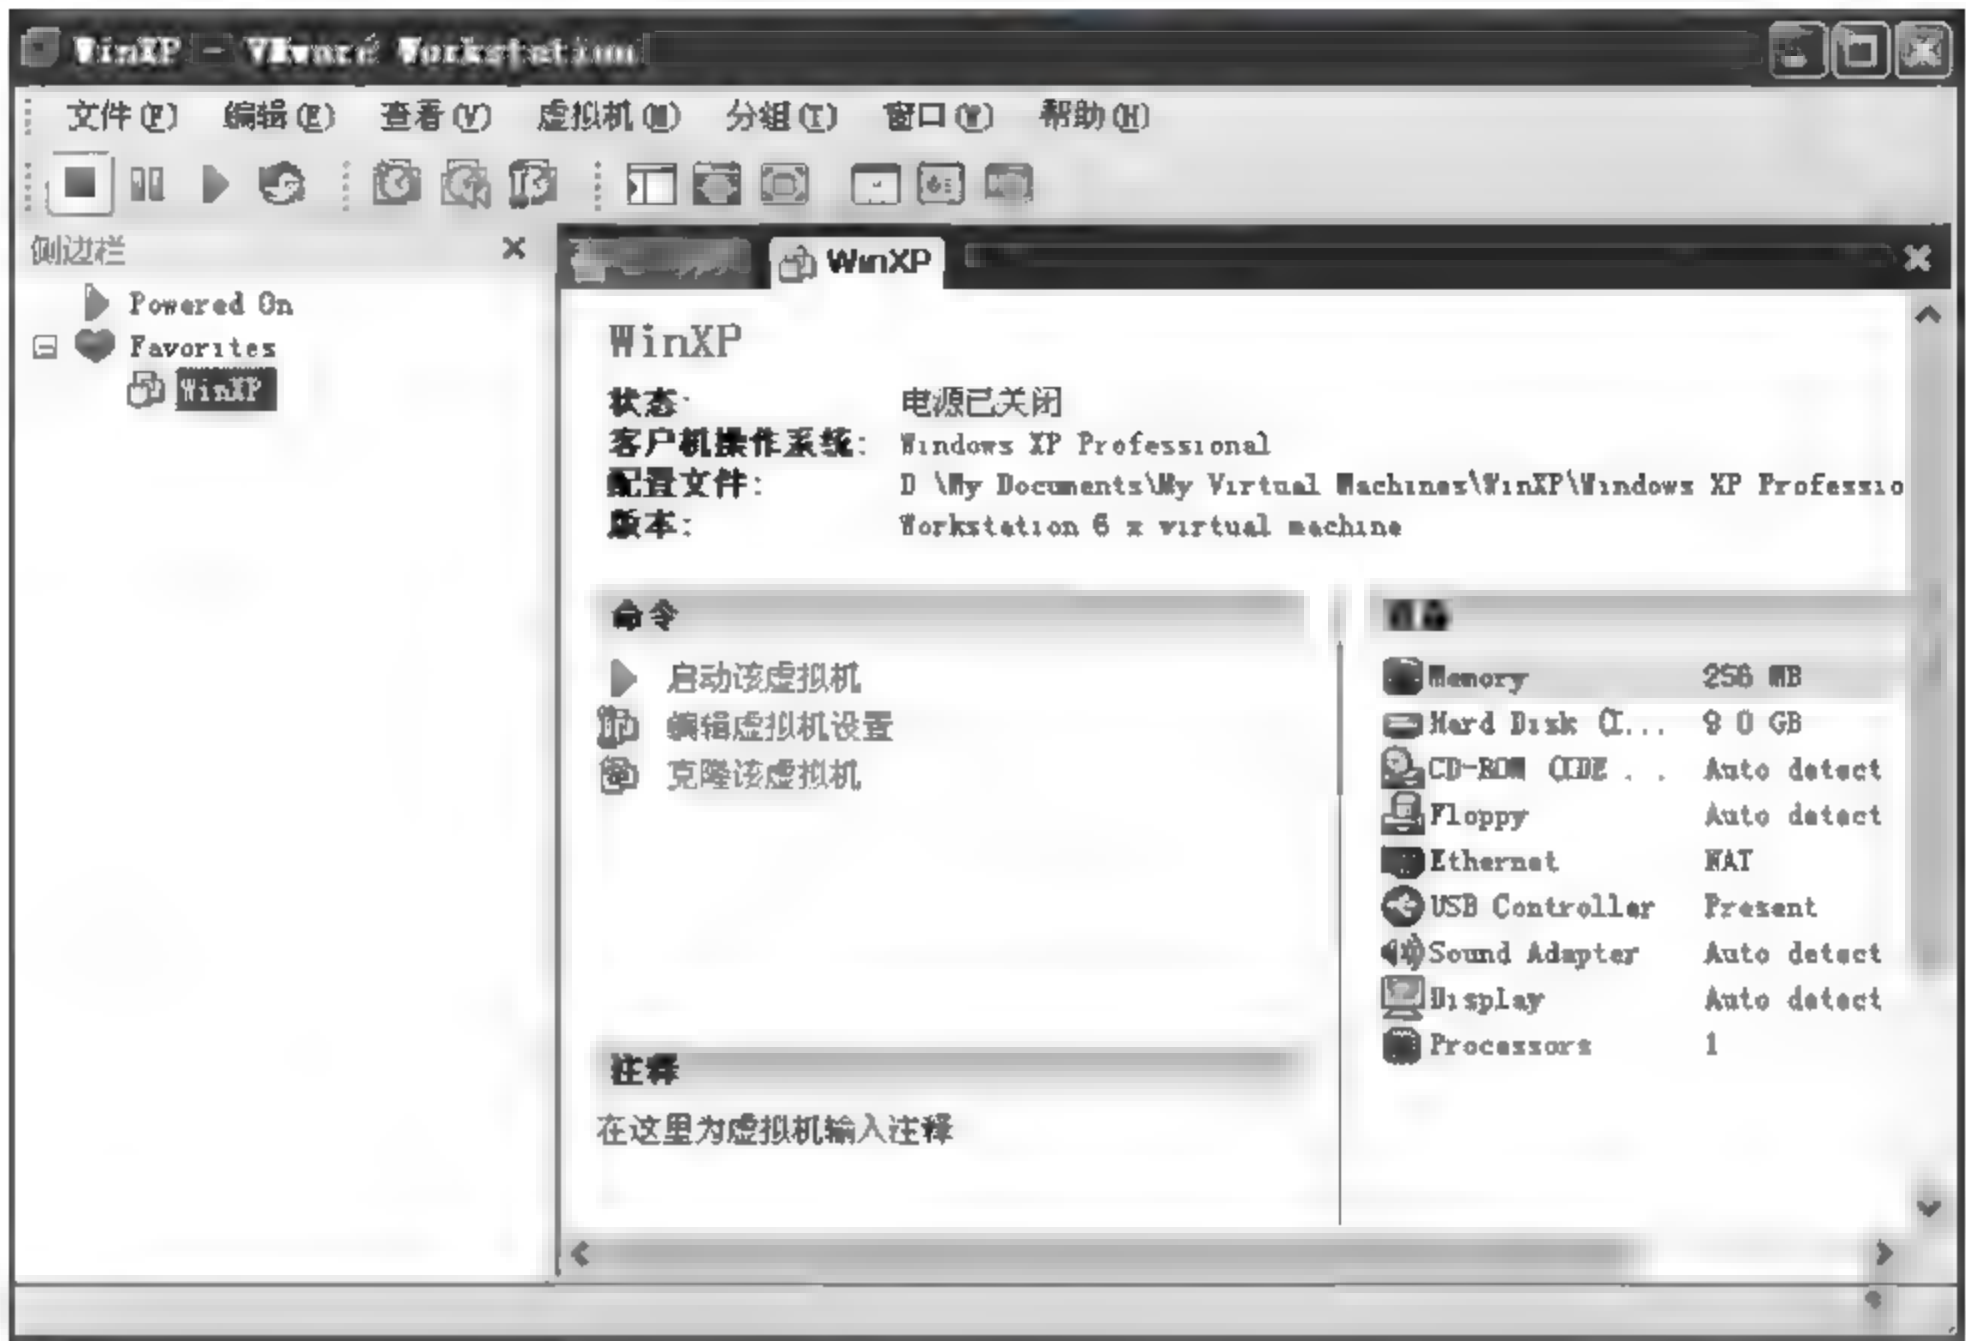 WinXP - VMware Workstation
文件(F) 编辑(E) 查看(V) 虚拟机(M) 分组(T) 窗口(W) 帮助(H)
侧边栏
Powered On
Favorites
WinXP
WinXP
WinXP
状态: 电源已关闭
客户机操作系统: Windows XP Professional
配置文件: D:\My Documents\My Virtual Machines\WinXP\Windows XP Professio
版本: Workstation 6.x virtual machine
命令
启动该虚拟机
编辑虚拟机设置
克隆该虚拟机
注释
在这里为虚拟机输入注释
Memory 256 MB
Hard Disk (I... GB
CD-ROM (IDE ... Auto detect
Floppy Auto detect
Ethernet NAT
USB Controller Present
Sound Adapter Auto detect
Display Auto detect
Processors 1